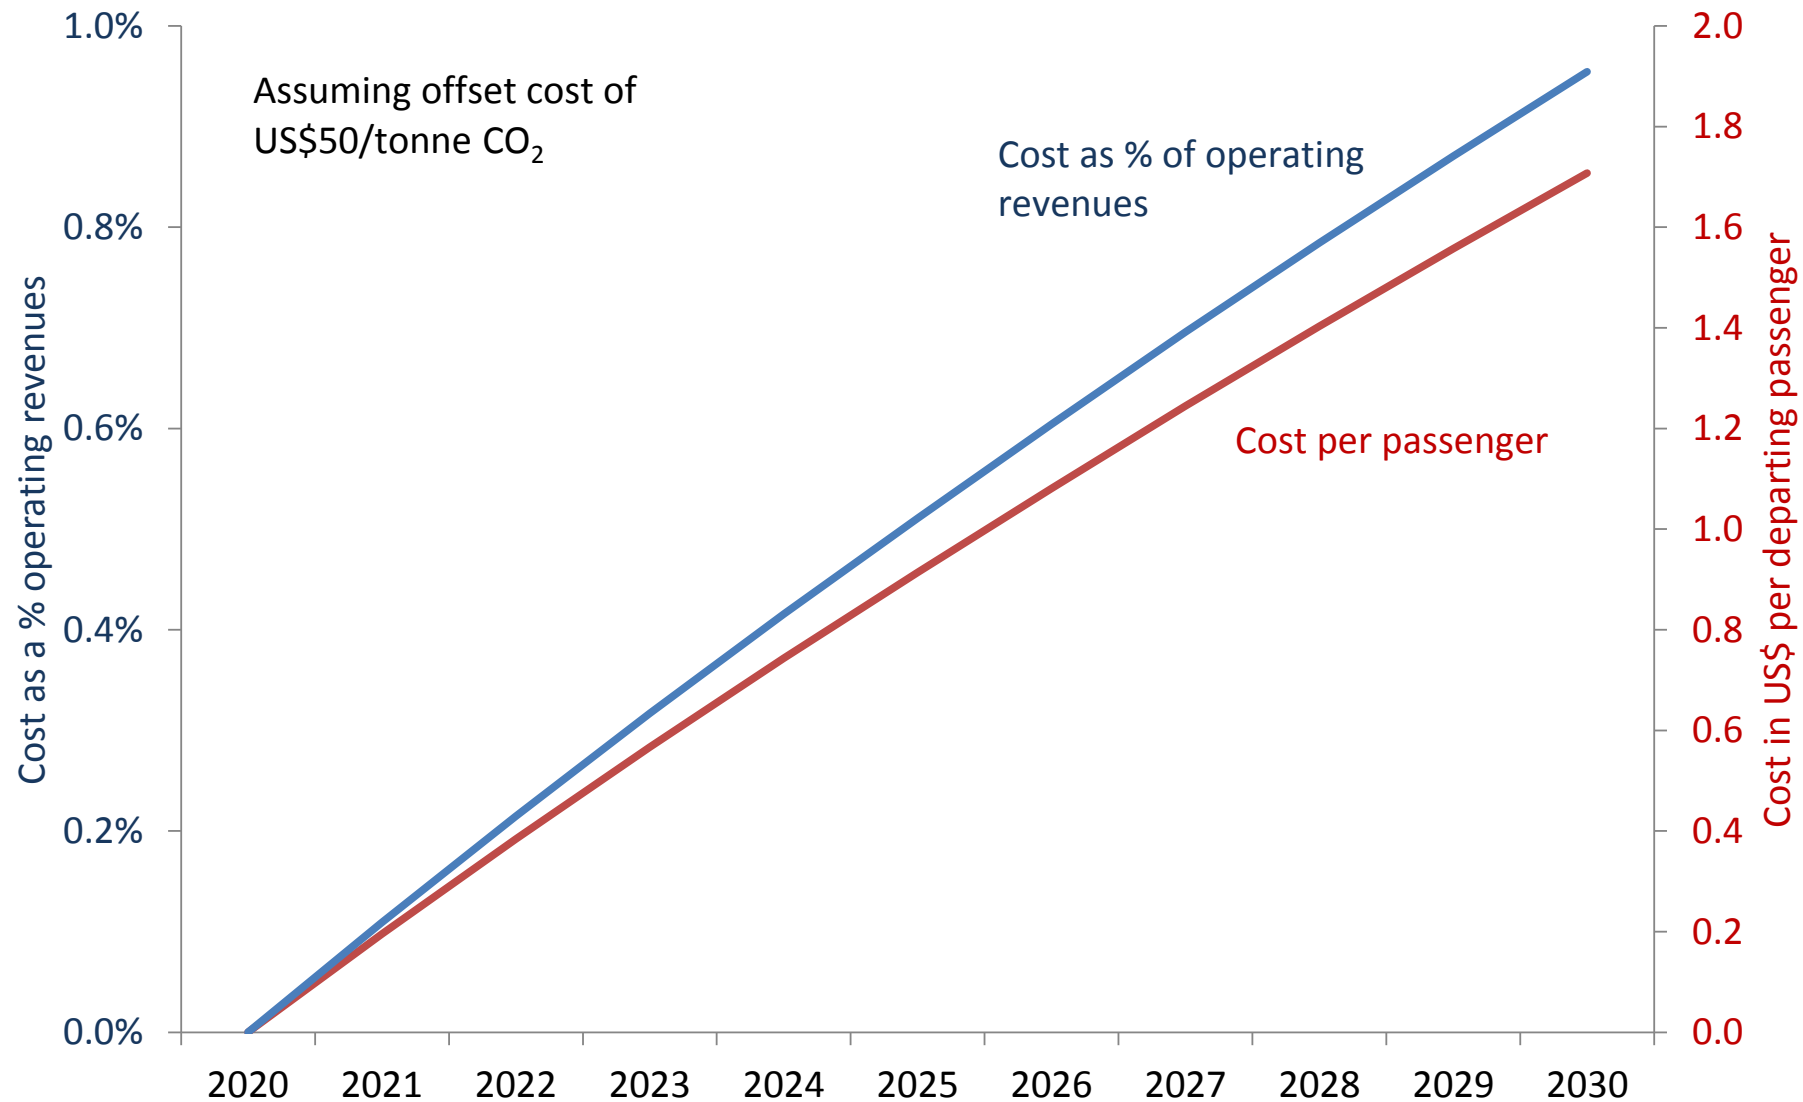 1.0%
0.8%
0.6%
0.4%
0.2%
0.0%
Cost as a % operating revenues
Assuming offset cost of
US$50/tonne CO₂
Cost as % of operating
revenues
Cost per passenger
2.0
1.8
1.6
1.4
1.2
1.0
0.8
0.6
0.4
0.2
0.0
Cost in US$ per departing passenger
2020 2021 2022 2023 2024 2025 2026 2027 2028 2029 2030